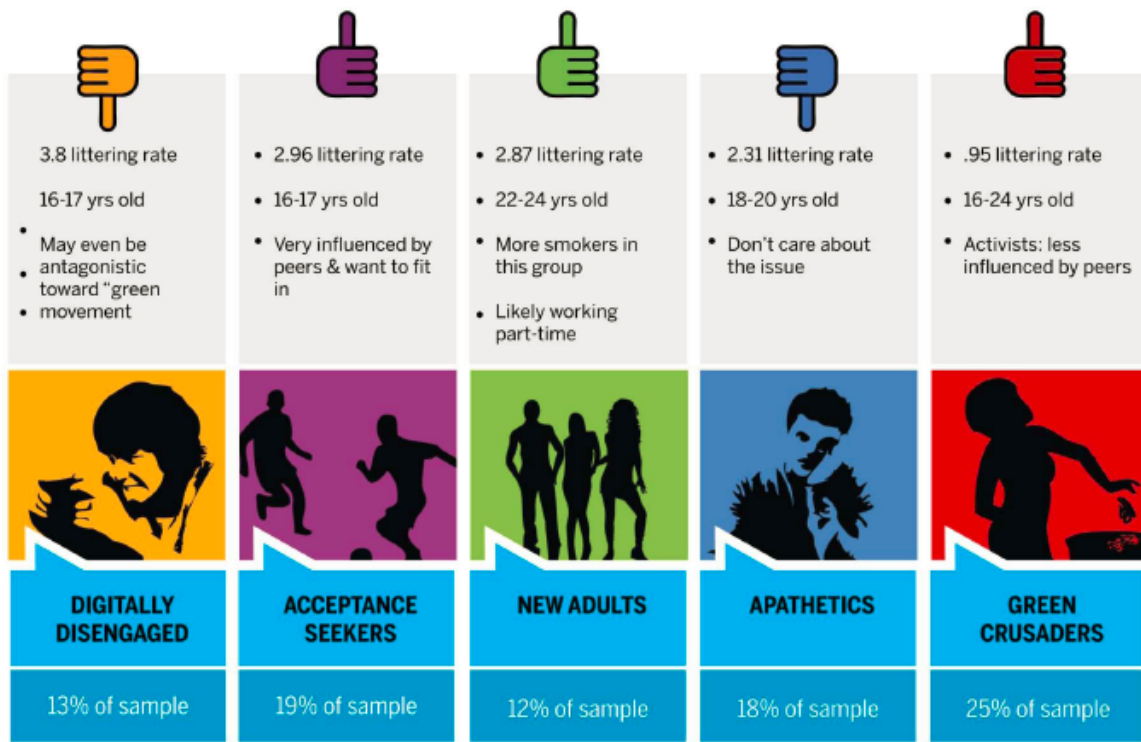 3.8 littering rate
16-17 yrs old
• May even be
• antagonistic
toward “green
• movement
DIGITALLY
DISENGAGED
13% of sample
• 2.96 littering rate
• 16-17 yrs old
• Very influenced by
peers & want to fit
in
ACCEPTANCE
SEEKERS
19% of sample
• 2.87 littering rate
• 22-24 yrs old
• More smokers in
this group
• Likely working
part-time
NEW ADULTS
12% of sample
• 2.31 littering rate
• 18-20 yrs old
• Don’t care about
the issue
APATHETICS
18% of sample
• .95 littering rate
• 16-24 yrs old
• Activists: less
influenced by peers
GREEN
CRUSADERS
25% of sample